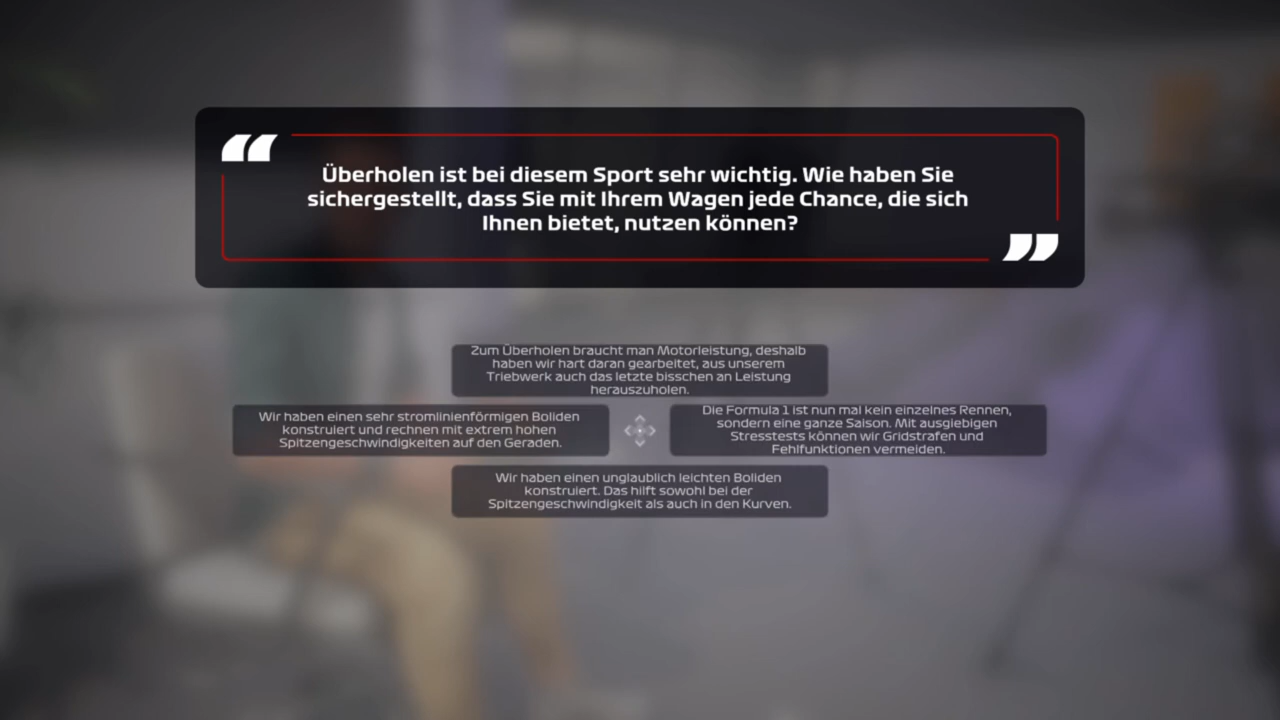 Überholen ist bei diesem Sport sehr wichtig. Wie haben Sie
sichergestellt, dass Sie mit Ihrem Wagen jede Chance, die sich
Ihnen bietet, nutzen können?
Zum Überholen braucht man Motorleistung, deshalb
haben wir hart daran gearbeitet, aus unserem
Triebwerk auch das letzte bisschen an Leistung
herauszuholen.
Wir haben einen sehr stromlinienförmigen Boliden
konstruiert und rechnen mit extrem hohen
Spitzengeschwindigkeiten auf den Geraden.
Die Formula 1 ist nun mal kein einzelnes Rennen,
sondern eine ganze Saison. Mit ausgiebigen
Stresstests können wir Gridstrafen und
Fehlfunktionen vermeiden.
Wir haben einen unglaublich leichten Boliden
konstruiert. Das hilft sowohl bei der
Spitzengeschwindigkeit als auch in den Kurven.